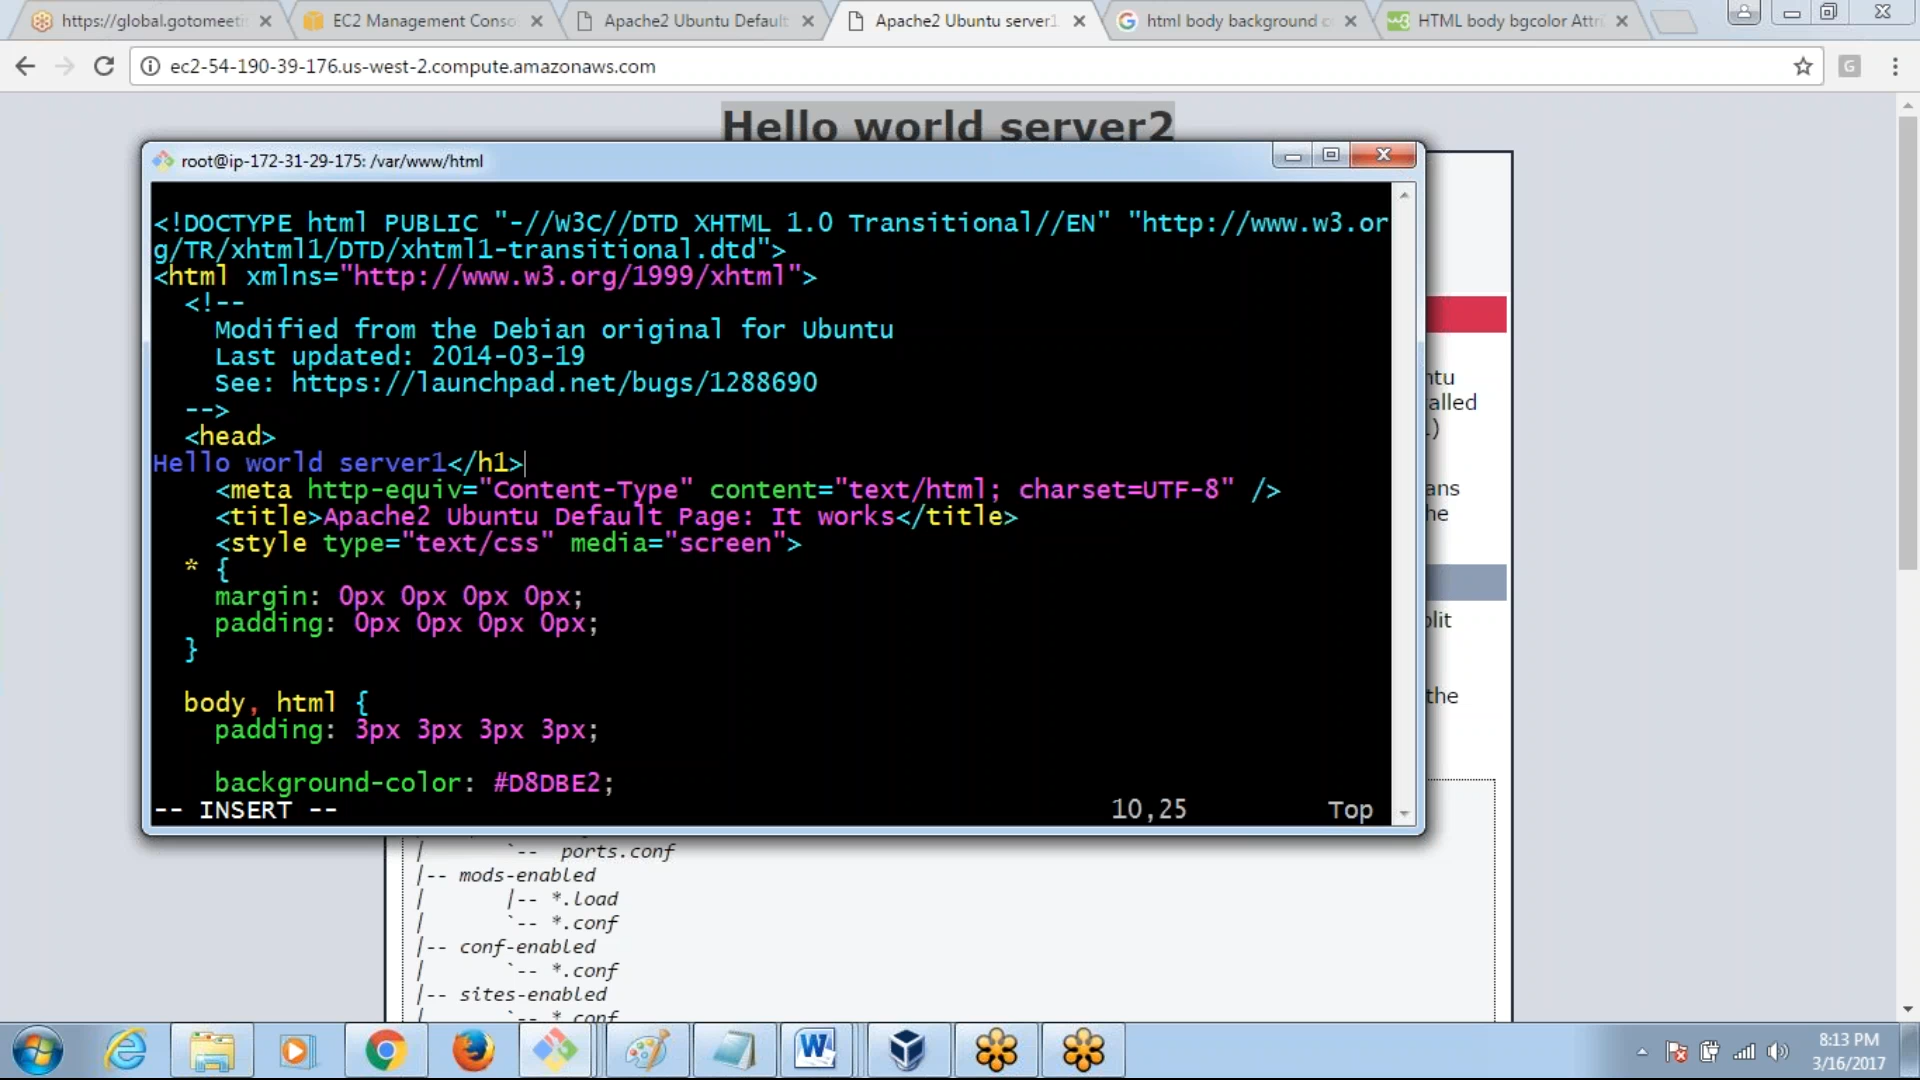 https://global.gotomeeti
EC2 Management Conso
Apache2 Ubuntu Default
Apache2 Ubuntu server1
html body background c
HTML body bgcolor Attri
ec2-54-190-39-176.us-west-2.compute.amazonaws.com
G
Hello world server2
root@ip-172-31-29-175: /var/www/html
<!DOCTYPE html PUBLIC "-//W3C//DTD XHTML 1.0 Transitional//EN" "http://www.w3.or
g/TR/xhtml1/DTD/xhtml1-transitional.dtd">
<html xmlns="http://www.w3.org/1999/xhtml">
<!--
Modified from the Debian original for Ubuntu
Last updated: 2014-03-19
See: https://launchpad.net/bugs/1288690
-->
<head>
Hello world server1</h1>
<meta http-equiv="Content-Type" content="text/html; charset=UTF-8" />
<title>Apache2 Ubuntu Default Page: It works</title>
<style type="text/css" media="screen">
* {
margin: 0px 0px 0px 0px;
padding: 0px 0px 0px 0px;
}
body, html {
padding: 3px 3px 3px 3px;
background-color: #D8DBE2;
-- INSERT -- 10,25 Top
ntu
alled
.)
ans
he
plit
the
| `-- ports.conf
|-- mods-enabled
| |-- *.load
| `-- *.conf
|-- conf-enabled
| `-- *.conf
|-- sites-enabled
| `-- *.conf
8:13 PM
3/16/2017